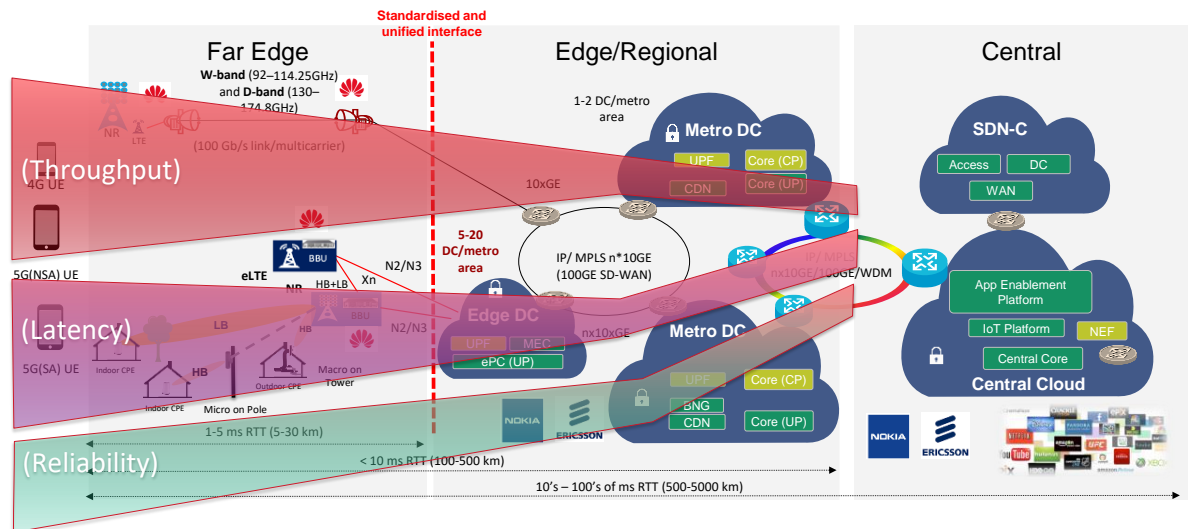 Standardised and
unified interface
Far Edge
Edge/Regional
Central
W-band (92–114.25GHz)
and D-band (130–
174.8GHz)
NR
LTE
(100 Gb/s link/multicarrier)
1-2 DC/metro
area
Metro DC
UPF
Core (CP)
CDN
Core (UP)
SDN-C
Access
DC
WAN
(Throughput)
4G UE
10xGE
5-20
DC/metro
area
BBU
eLTE
NR
HB+LB
Xn
N2/N3
IP/ MPLS n*10GE
(100GE SD-WAN)
IP/ MPLS
nx10GE/100GE/WDM
App Enablement
Platform
IoT Platform
NEF
Central Core
Central Cloud
5G(NSA) UE
(Latency)
LB
HB
BBU
N2/N3
Edge DC
UPF
MEC
ePC (UP)
nx10GE
Metro DC
UPF
Core (CP)
BNG
CDN
Core (UP)
5G(SA) UE
Indoor CPE
HB
Outdoor CPE
Macro on
Tower
Indoor CPE
Micro on Pole
NOKIA
ERICSSON
NOKIA
ERICSSON
NETFLIX
YouTube
PANDORA
amazon
UFC
XBOX
1-5 ms RTT (5-30 km)
(Reliability)
< 10 ms RTT (100-500 km)
10's – 100's of ms RTT (500-5000 km)